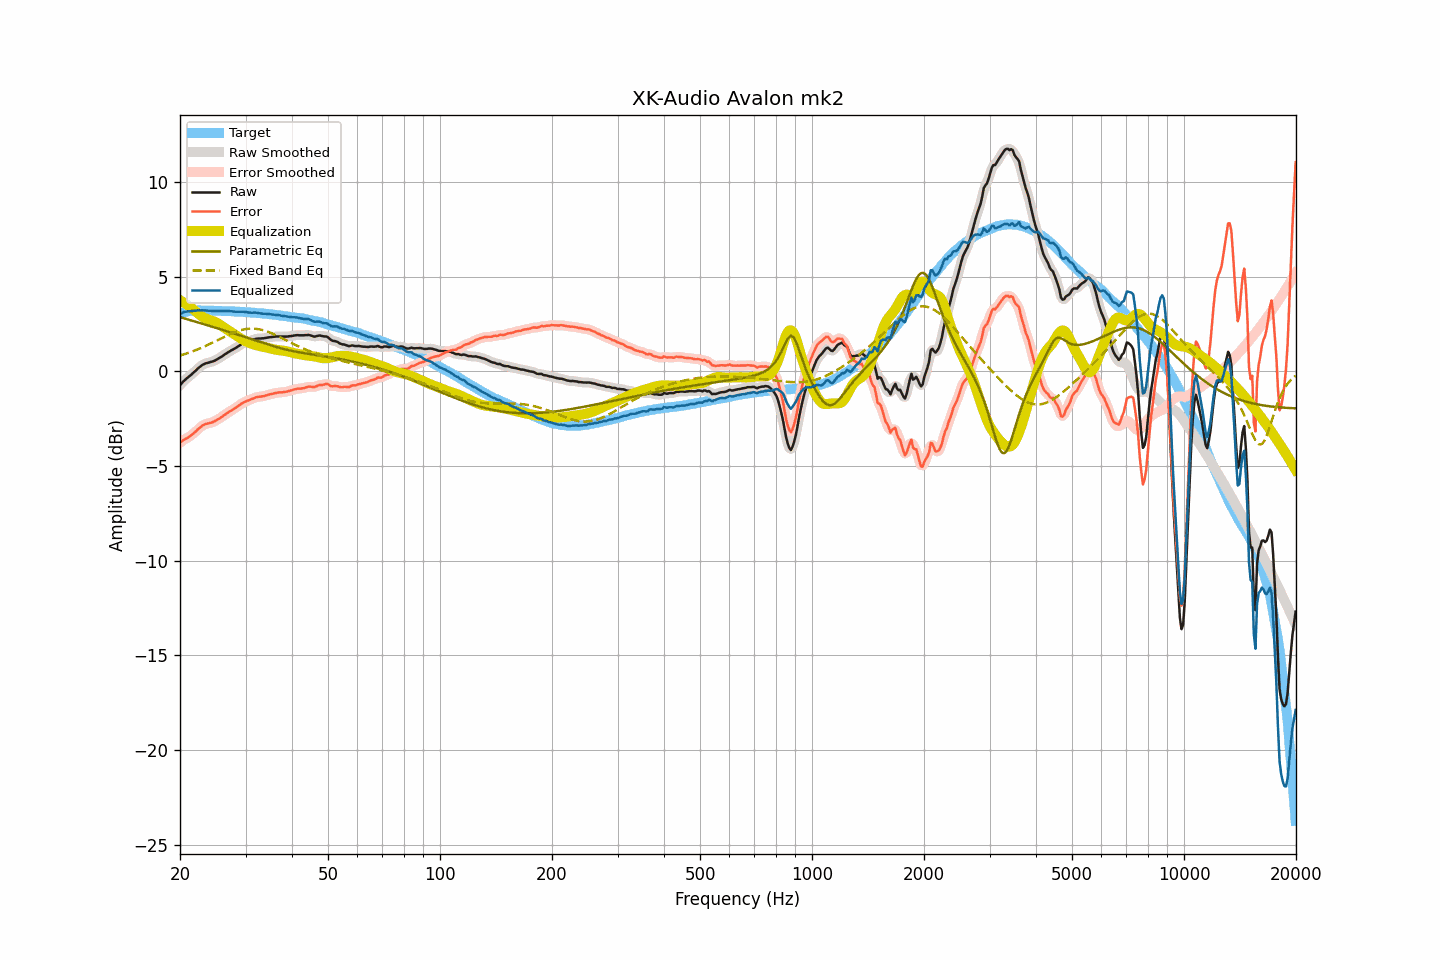 XK-Audio Avalon mk2
Target
Raw Smoothed
Error Smoothed
Raw
Error
Equalization
Parametric Eq
Fixed Band Eq
Equalized
10
5
0
−5
−10
−15
−20
−25
Amplitude (dBr)
20 50 100 200 500 1000 2000 5000 10000 20000
Frequency (Hz)